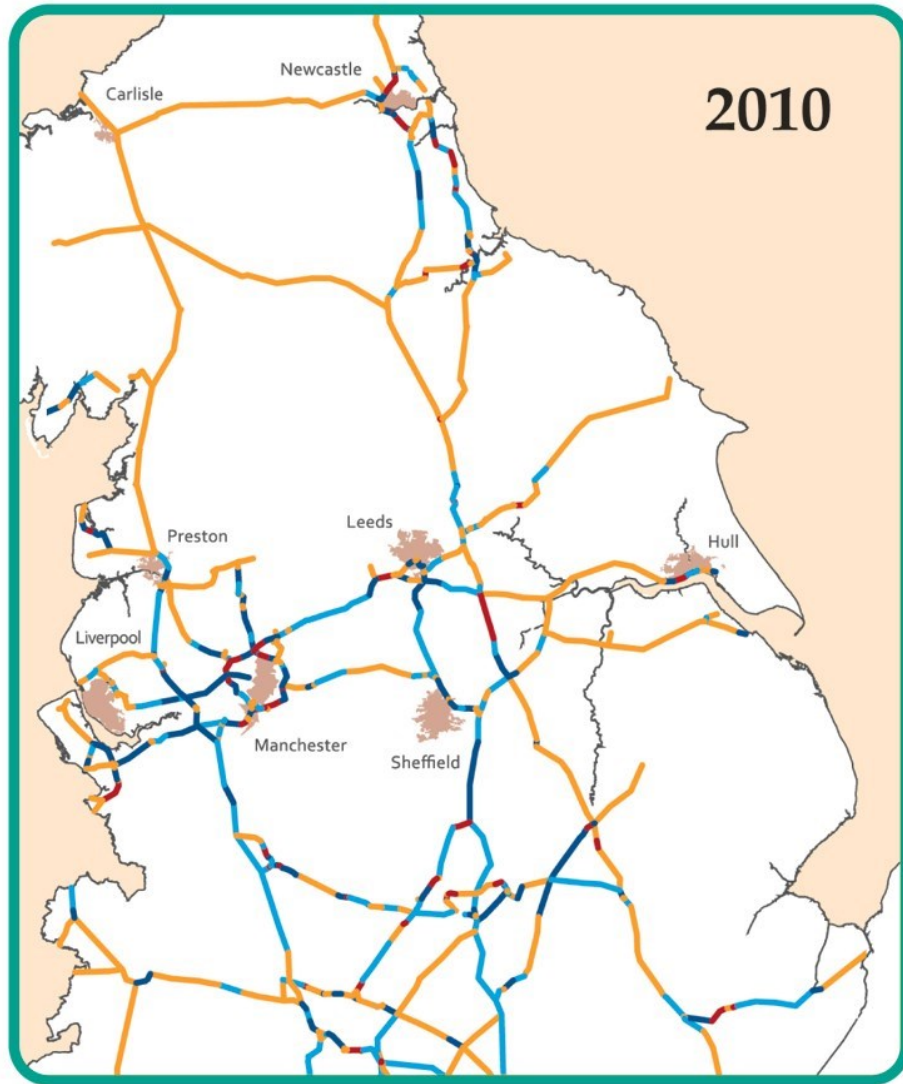 Newcastle
Carlisle
2010
Leeds
Preston
Hull
Liverpool
Manchester
Sheffield